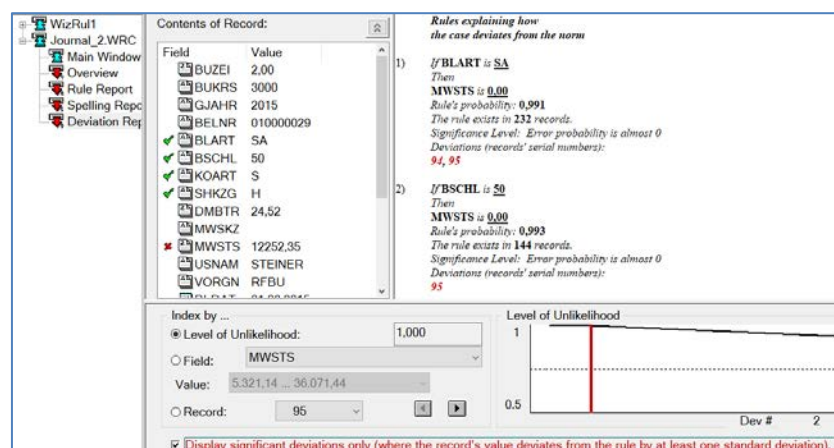 WizRul1
Journal_2.WRC
Main Window
Overview
Rule Report
Spelling Repo
Deviation Rep
Contents of Record:
Field Value
BUZEI 2,00
BUKRS 3000
GJAHR 2015
BELNR 010000029
BLART SA
BSCHL 50
KOART S
SHKZG H
DMBTR 24,52
MWSKZ
MWSTS 12252,35
USNAM STEINER
VORGN RFBU
Rules explaining how
the case deviates from the norm
1) If BLART is SA
Then
MWSTS is 0,00
Rule's probability: 0,991
The rule exists in 232 records.
Significance Level: Error probability is almost 0
Deviations (records' serial numbers):
94, 95
2) If BSCHL is 50
Then
MWSTS is 0,00
Rule's probability: 0,993
The rule exists in 144 records.
Significance Level: Error probability is almost 0
Deviations (records' serial numbers):
95
Index by ...
Level of Unlikelihood: 1,000
Field: MWSTS
Value: 5.321,14 ... 36.071,44
Record: 95
Level of Unlikelihood
1
0.5
Dev # 2
Display significant deviations only (where the record's value deviates from the rule by at least one standard deviation)